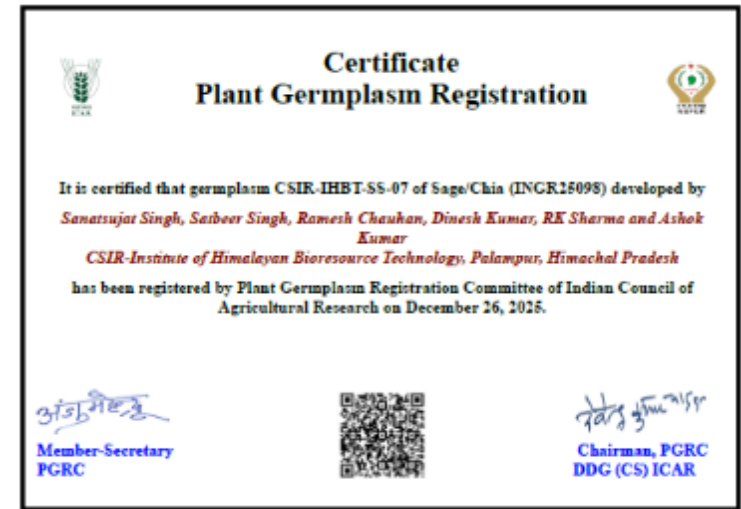 Certificate
Plant Germplasm Registration
ICAR
It is certified that germplasm CSIR-IHBT-SS-07 of Sage/Chia (INGR25098) developed by
Sanatsujat Singh, Satbeer Singh, Ramesh Chauhan, Dinesh Kumar, RK Sharma and Ashok
Kumar
CSIR-Institute of Himalayan Bioresource Technology, Palampur, Himachal Pradesh
has been registered by Plant Germplasm Registration Committee of Indian Council of
Agricultural Research on December 26, 2025.
Member-Secretary
PGRC
Chairman, PGRC
DDG (CS) ICAR